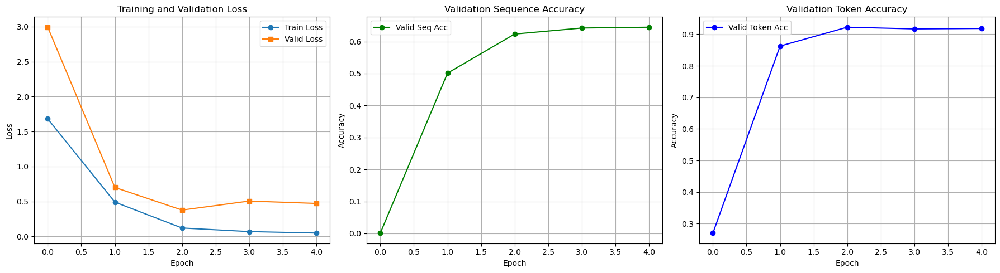 Training and Validation Loss
Train Loss
Valid Loss
3.0
2.5
2.0
1.5
1.0
0.5
0.0
Loss
0.0 0.5 1.0 1.5 2.0 2.5 3.0 3.5 4.0
Epoch
Validation Sequence Accuracy
Valid Seq Acc
0.6
0.5
0.4
0.3
0.2
0.1
0.0
Accuracy
0.0 0.5 1.0 1.5 2.0 2.5 3.0 3.5 4.0
Epoch
Validation Token Accuracy
Valid Token Acc
0.9
0.8
0.7
0.6
0.5
0.4
0.3
Accuracy
0.0 0.5 1.0 1.5 2.0 2.5 3.0 3.5 4.0
Epoch